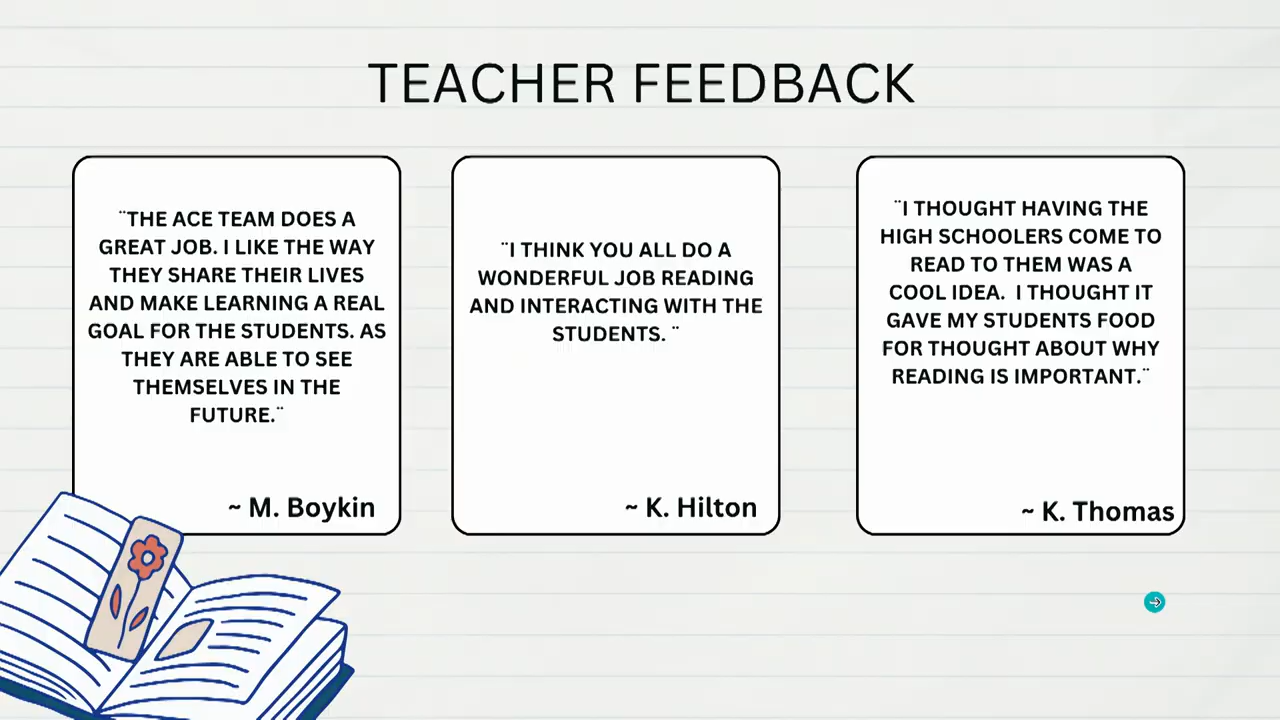 TEACHER FEEDBACK
¨THE ACE TEAM DOES A
GREAT JOB. I LIKE THE WAY
THEY SHARE THEIR LIVES
AND MAKE LEARNING A REAL
GOAL FOR THE STUDENTS. AS
THEY ARE ABLE TO SEE
THEMSELVES IN THE
FUTURE.¨
~ M. Boykin
¨I THINK YOU ALL DO A
WONDERFUL JOB READING
AND INTERACTING WITH THE
STUDENTS. ¨
~ K. Hilton
¨I THOUGHT HAVING THE
HIGH SCHOOLERS COME TO
READ TO THEM WAS A
COOL IDEA.  I THOUGHT IT
GAVE MY STUDENTS FOOD
FOR THOUGHT ABOUT WHY
READING IS IMPORTANT.¨
~ K. Thomas